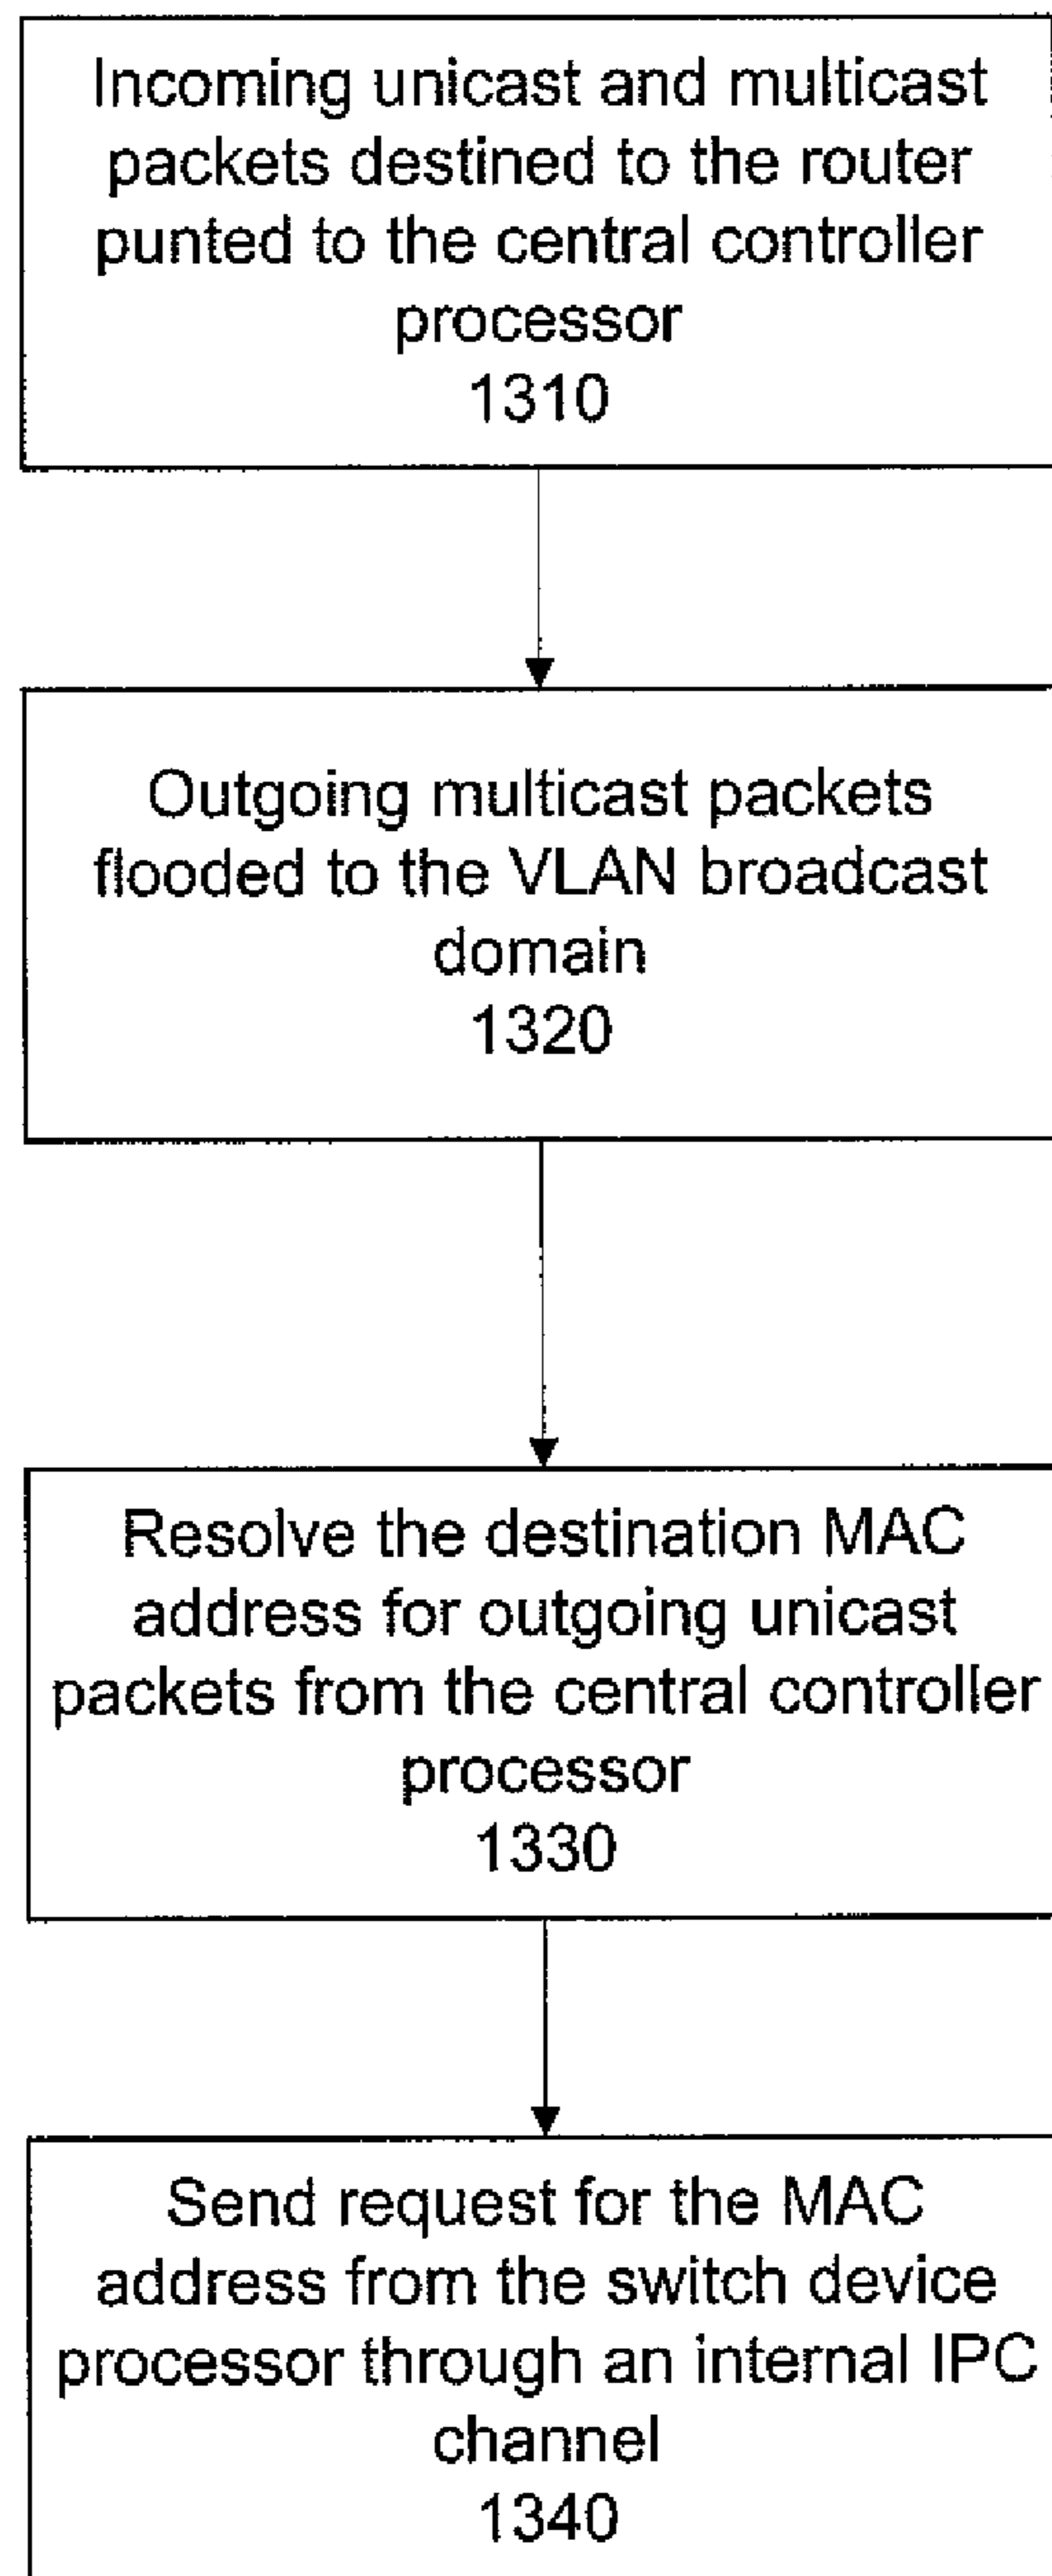 Incoming unicast and multicast
packets destined to the router
punted to the central controller
processor
1310
Outgoing multicast packets
flooded to the VLAN broadcast
domain
1320
Resolve the destination MAC
address for outgoing unicast
packets from the central controller
processor
1330
Send request for the MAC
address from the switch device
processor through an internal IPC
channel
1340